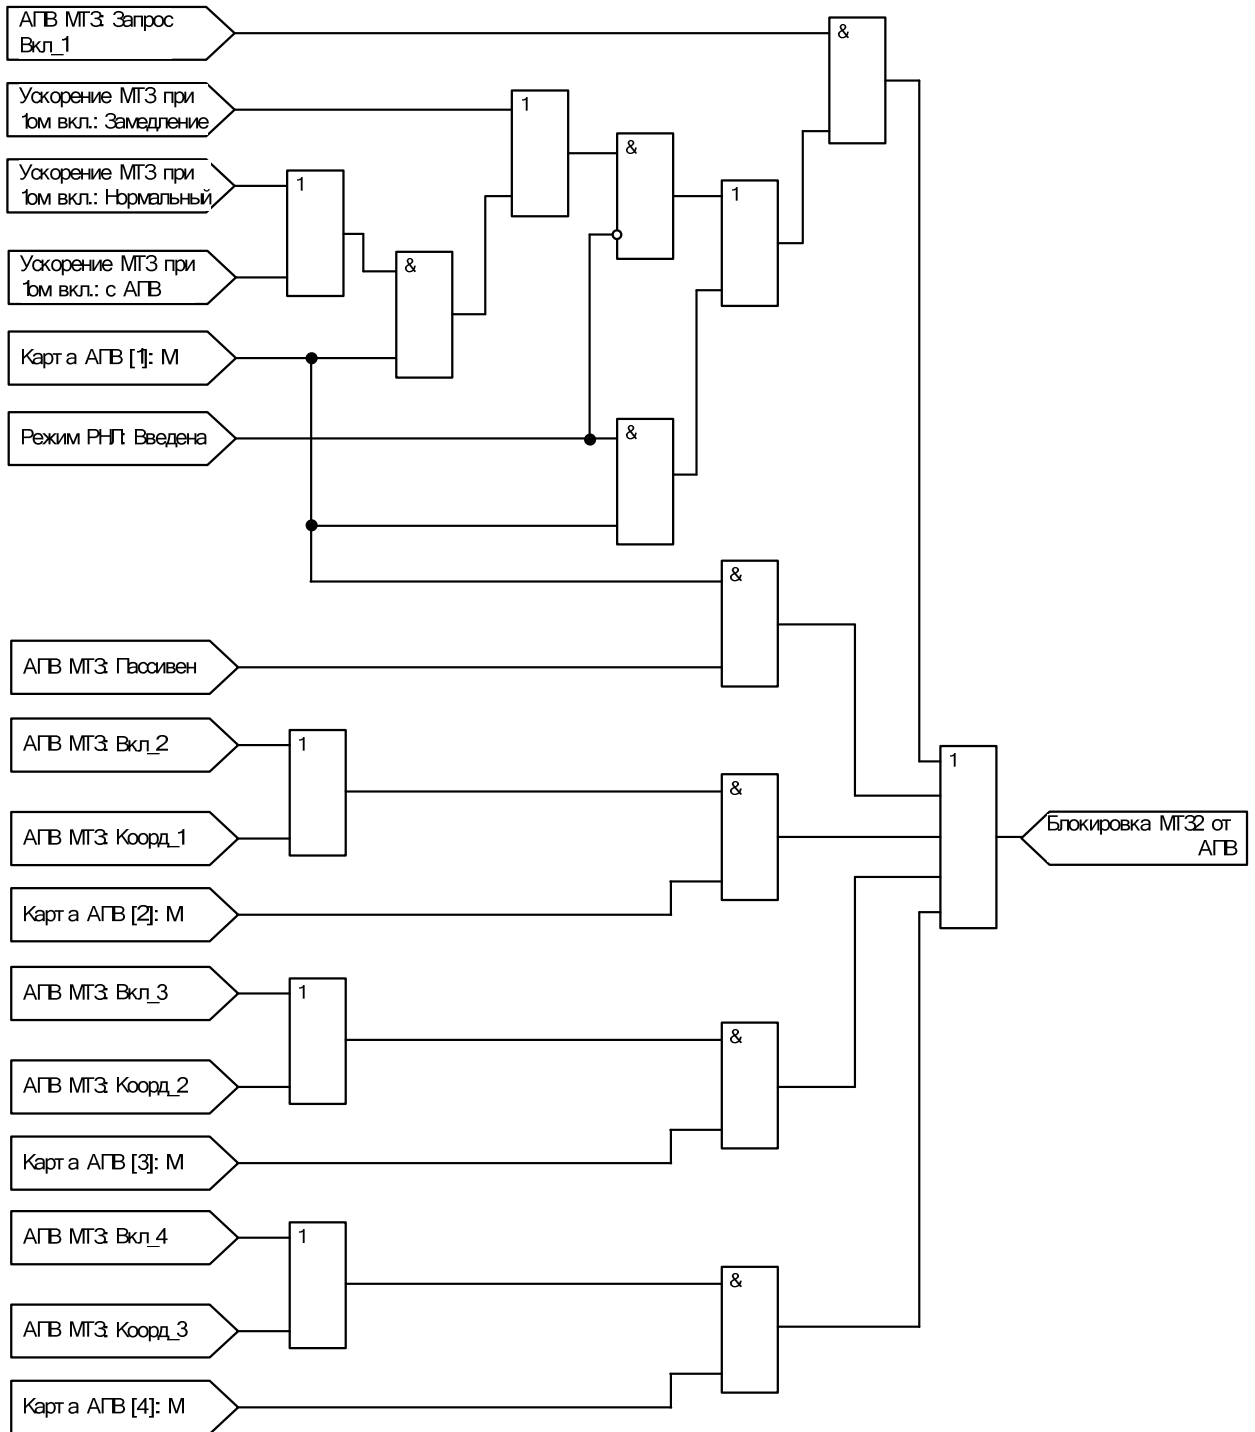 АПВ МТЗ: Запрос
Вкл_1
&
Ускорение МТЗ при
1ом вкл.: Замедление
1
&
Ускорение МТЗ при
1ом вкл.: Нормальный
1
1
Ускорение МТЗ при
1ом вкл.: с АПВ
&
Карта АПВ [1]: М
Режим РНП: Введена
&
&
АПВ МТЗ: Пассивен
АПВ МТЗ: Вкл_2
1
1
&
АПВ МТЗ: Коорд_1
Блокировка МТЗ2 от
АПВ
Карта АПВ [2]: М
АПВ МТЗ: Вкл_3
1
&
АПВ МТЗ: Коорд_2
Карта АПВ [3]: М
АПВ МТЗ: Вкл_4
1
&
АПВ МТЗ: Коорд_3
Карта АПВ [4]: М